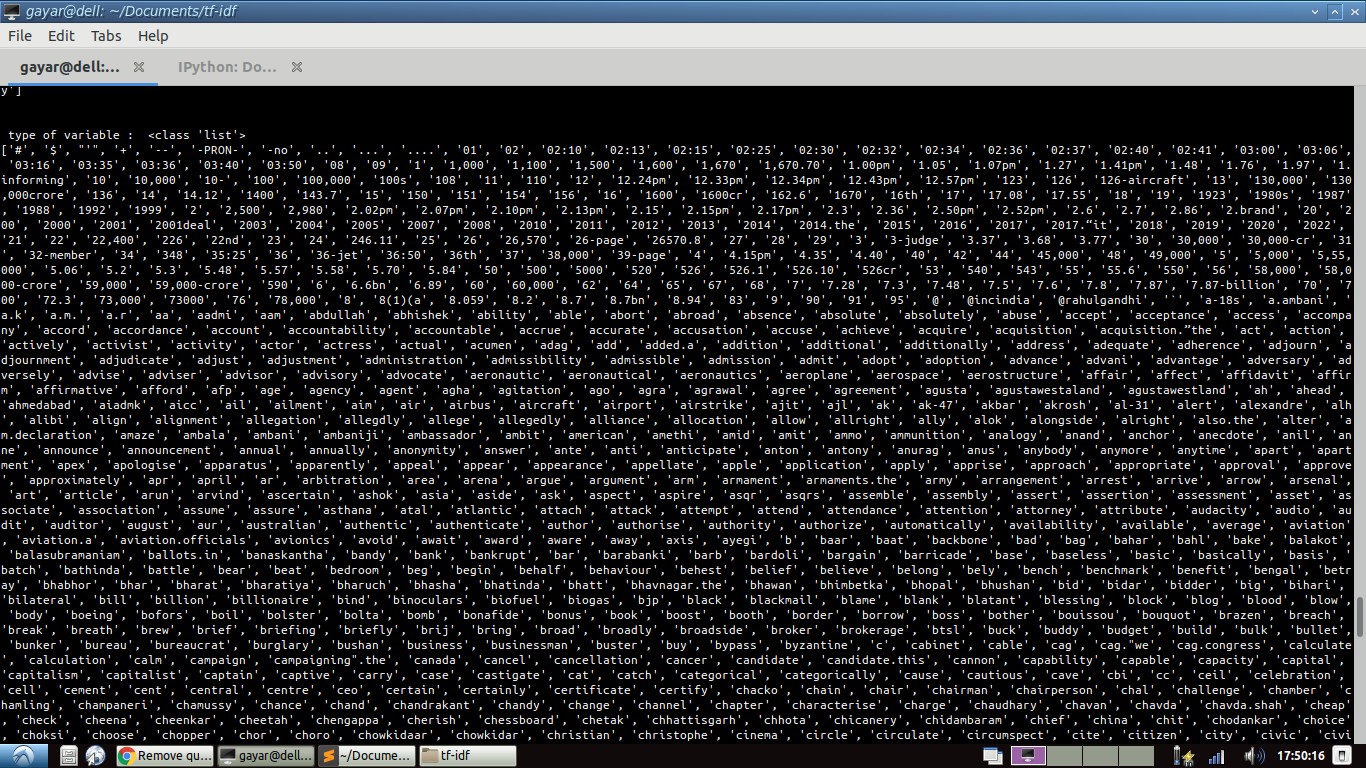 gayar@dell: ~/Documents/tf-idf
File Edit Tabs Help
gayar@dell:... IPython: Do...
y']
type of variable :  <class 'list'>
['#', '$', "'", '+', '--', '-PRON-', '-no', '..', '...', '....', '01', '02', '02:10', '02:13', '02:15', '02:25', '02:30', '02:32', '02:34', '02:36', '02:37', '02:40', '02:41', '03:00', '03:06',
'03:16', '03:35', '03:36', '03:40', '03:50', '08', '09', '1', '1,000', '1,100', '1,500', '1,600', '1,670', '1,670.70', '1.00pm', '1.05', '1.07pm', '1.27', '1.41pm', '1.48', '1.76', '1.97', '1.
informing', '10', '10,000', '10-', '100', '100,000', '100s', '108', '11', '110', '12', '12.24pm', '12.33pm', '12.34pm', '12.43pm', '12.57pm', '123', '126', '126-aircraft', '13', '130,000', '130
,000crore', '136', '14', '14.12', '1400', '143.7', '15', '150', '151', '154', '156', '16', '1600', '1600cr', '162.6', '1670', '16th', '17', '17.08', '17.55', '18', '19', '1923', '1980s', '1987'
, '1988', '1992', '1999', '2', '2,500', '2,980', '2.02pm', '2.07pm', '2.10pm', '2.13pm', '2.15', '2.15pm', '2.17pm', '2.3', '2.36', '2.50pm', '2.52pm', '2.6', '2.7', '2.86', '2.brand', '20', '2
00', '2000', '2001', '2001deal', '2003', '2004', '2005', '2007', '2008', '2010', '2011', '2012', '2013', '2014', '2014.the', '2015', '2016', '2017', '2017.“it', '2018', '2019', '2020', '2022',
'21', '22', '22,400', '226', '22nd', '23', '24', '246.11', '25', '26', '26,570', '26-page', '26570.8', '27', '28', '29', '3', '3-judge', '3.37', '3.68', '3.77', '30', '30,000', '30,000-cr', '31
', '32-member', '34', '348', '35:25', '36', '36-jet', '36:50', '36th', '37', '38,000', '39-page', '4', '4.15pm', '4.35', '4.40', '40', '42', '44', '45,000', '48', '49,000', '5', '5,000', '5,55,
000', '5.06', '5.2', '5.3', '5.48', '5.57', '5.58', '5.70', '5.84', '50', '500', '5000', '520', '526', '526.1', '526.10', '526cr', '53', '540', '543', '55', '55.6', '550', '56', '58,000', '58,0
00-crore', '59,000', '59,000-crore', '590', '6', '6.6bn', '6.89', '60', '60,000', '62', '64', '65', '67', '68', '7', '7.28', '7.3', '7.48', '7.5', '7.6', '7.8', '7.87', '7.87-billion', '70', '7
00', '72.3', '73,000', '73000', '76', '78,000', '8', '8(1)(a', '8.059', '8.2', '8.7', '8.7bn', '8.94', '83', '9', '90', '91', '95', '@', '@incindia', '@rahulgandhi', '``', 'a-18s', 'a.ambani', '
a.k', 'a.m.', 'a.r', 'aa', 'aadmi', 'aam', 'abdullah', 'abhishek', 'ability', 'able', 'abort', 'abroad', 'absence', 'absolute', 'absolutely', 'abuse', 'accept', 'acceptance', 'access', 'accompa
ny', 'accord', 'accordance', 'account', 'accountability', 'accountable', 'accrue', 'accurate', 'accusation', 'accuse', 'achieve', 'acquire', 'acquisition', 'acquisition.”the', 'act', 'action',
'actively', 'activist', 'activity', 'actor', 'actress', 'actual', 'acumen', 'adag', 'add', 'added.a', 'addition', 'additional', 'additionally', 'address', 'adequate', 'adherence', 'adjourn', 'a
djournment', 'adjudicate', 'adjust', 'adjustment', 'administration', 'admissibility', 'admissible', 'admission', 'admit', 'adopt', 'adoption', 'advance', 'advani', 'advantage', 'adversary', 'ad
versely', 'advise', 'adviser', 'advisor', 'advisory', 'advocate', 'aeronautic', 'aeronautical', 'aeronautics', 'aeroplane', 'aerospace', 'aerostructure', 'affair', 'affect', 'affidavit', 'affir
m', 'affirmative', 'afford', 'afp', 'age', 'agency', 'agent', 'agha', 'agitation', 'ago', 'agra', 'agrawal', 'agree', 'agreement', 'agusta', 'agustawestaland', 'agustawestland', 'ah', 'ahead',
'ahmedabad', 'aiadmk', 'aicc', 'ail', 'ailment', 'aim', 'air', 'airbus', 'aircraft', 'airport', 'airstrike', 'ajit', 'ajl', 'ak', 'ak-47', 'akbar', 'akrosh', 'al-31', 'alert', 'alexandre', 'alh
', 'alibi', 'align', 'alignment', 'allegation', 'allegdly', 'allege', 'allegedly', 'alliance', 'allocation', 'allow', 'allright', 'ally', 'alok', 'alongside', 'alright', 'also.the', 'alter', 'a
m.declaration', 'amaze', 'ambala', 'ambani', 'ambaniji', 'ambassador', 'ambit', 'american', 'amethi', 'amid', 'amit', 'ammo', 'ammunition', 'analogy', 'anand', 'anchor', 'anecdote', 'anil', 'an
ne', 'announce', 'announcement', 'annual', 'annually', 'anonymity', 'answer', 'ante', 'anti', 'anticipate', 'anton', 'antony', 'anurag', 'anus', 'anybody', 'anymore', 'anytime', 'apart', 'apart
ment', 'apex', 'apologise', 'apparatus', 'apparently', 'appeal', 'appear', 'appearance', 'appellate', 'apple', 'application', 'apply', 'apprise', 'approach', 'appropriate', 'approval', 'approve
', 'approximately', 'apr', 'april', 'ar', 'arbitration', 'area', 'arena', 'argue', 'argument', 'arm', 'armament', 'armaments.the', 'army', 'arrangement', 'arrest', 'arrive', 'arrow', 'arsenal',
'art', 'article', 'arun', 'arvind', 'ascertain', 'ashok', 'asia', 'aside', 'ask', 'aspect', 'aspire', 'asqr', 'asqrs', 'assemble', 'assembly', 'assert', 'assertion', 'assessment', 'asset', 'as
sociate', 'association', 'assume', 'assure', 'asthana', 'atal', 'atlantic', 'attach', 'attack', 'attempt', 'attend', 'attendance', 'attention', 'attorney', 'attribute', 'audacity', 'audio', 'au
dit', 'auditor', 'august', 'aur', 'australian', 'authentic', 'authenticate', 'author', 'authorise', 'authority', 'authorize', 'automatically', 'availability', 'available', 'average', 'aviation'
, 'aviation.a', 'aviation.officials', 'avionics', 'avoid', 'await', 'award', 'aware', 'away', 'axis', 'ayegi', 'b', 'baar', 'baat', 'backbone', 'bad', 'bag', 'bahar', 'bahl', 'bake', 'balakot',
'balasubramaniam', 'ballots.in', 'banaskantha', 'bandy', 'bank', 'bankrupt', 'bar', 'barabanki', 'barb', 'bardoli', 'bargain', 'barricade', 'base', 'baseless', 'basic', 'basically', 'basis', '
batch', 'bathinda', 'battle', 'bear', 'beat', 'bedroom', 'beg', 'begin', 'behalf', 'behaviour', 'behest', 'belief', 'believe', 'belong', 'bely', 'bench', 'benchmark', 'benefit', 'bengal', 'betr
ay', 'bhabhor', 'bhar', 'bharat', 'bharatiya', 'bharuch', 'bhasha', 'bhatinda', 'bhatt', 'bhavnagar.the', 'bhawan', 'bhimbetka', 'bhopal', 'bhushan', 'bid', 'bidar', 'bidder', 'big', 'bihari',
'bilateral', 'bill', 'billion', 'billionaire', 'bind', 'binoculars', 'biofuel', 'biogas', 'bjp', 'black', 'blackmail', 'blame', 'blank', 'blatant', 'blessing', 'block', 'blog', 'blood', 'blow',
'body', 'boeing', 'bofors', 'boil', 'bolster', 'bolta', 'bomb', 'bonafide', 'bonus', 'book', 'boost', 'booth', 'border', 'borrow', 'boss', 'bother', 'bouissou', 'bouquot', 'brazen', 'breach',
'break', 'breath', 'brew', 'brief', 'briefing', 'briefly', 'brij', 'bring', 'broad', 'broadly', 'broadside', 'broker', 'brokerage', 'btsl', 'buck', 'buddy', 'budget', 'build', 'bulk', 'bullet',
'bunker', 'bureau', 'bureaucrat', 'burglary', 'bushan', 'business', 'businessman', 'buster', 'buy', 'bypass', 'byzantine', 'c', 'cabinet', 'cable', 'cag', 'cag."we', 'cag.congress', 'calculate
', 'calculation', 'calm', 'campaign', 'campaigning".the', 'canada', 'cancel', 'cancellation', 'cancer', 'candidate', 'candidate.this', 'cannon', 'capability', 'capable', 'capacity', 'capital',
'capitalism', 'capitalist', 'captain', 'captive', 'carry', 'case', 'castigate', 'cat', 'catch', 'categorical', 'categorically', 'cause', 'cautious', 'cave', 'cbi', 'cc', 'ceil', 'celebration',
'cell', 'cement', 'cent', 'central', 'centre', 'ceo', 'certain', 'certainly', 'certificate', 'certify', 'chacko', 'chain', 'chair', 'chairman', 'chairperson', 'chal', 'challenge', 'chamber', 'c
hamling', 'champaneri', 'chamussy', 'chance', 'chand', 'chandrakant', 'chandy', 'change', 'channel', 'chapter', 'characterise', 'charge', 'chaudhury', 'chavan', 'chavda', 'chavda.shah', 'cheap'
, 'check', 'cheena', 'cheenkar', 'cheetah', 'chengappa', 'cherish', 'chessboard', 'chetak', 'chhattisgarh', 'chhota', 'chicanery', 'chidambaram', 'chief', 'china', 'chit', 'chodankar', 'choice'
, 'choksi', 'choose', 'chopper', 'chor', 'choro', 'chowkidaar', 'chowkidar', 'christian', 'christophe', 'cinema', 'circle', 'circulate', 'circumspect', 'cite', 'citizen', 'city', 'civic', 'civi
Remove qu... gayar@dell... ~/Docume... tf-idf 17:50:16